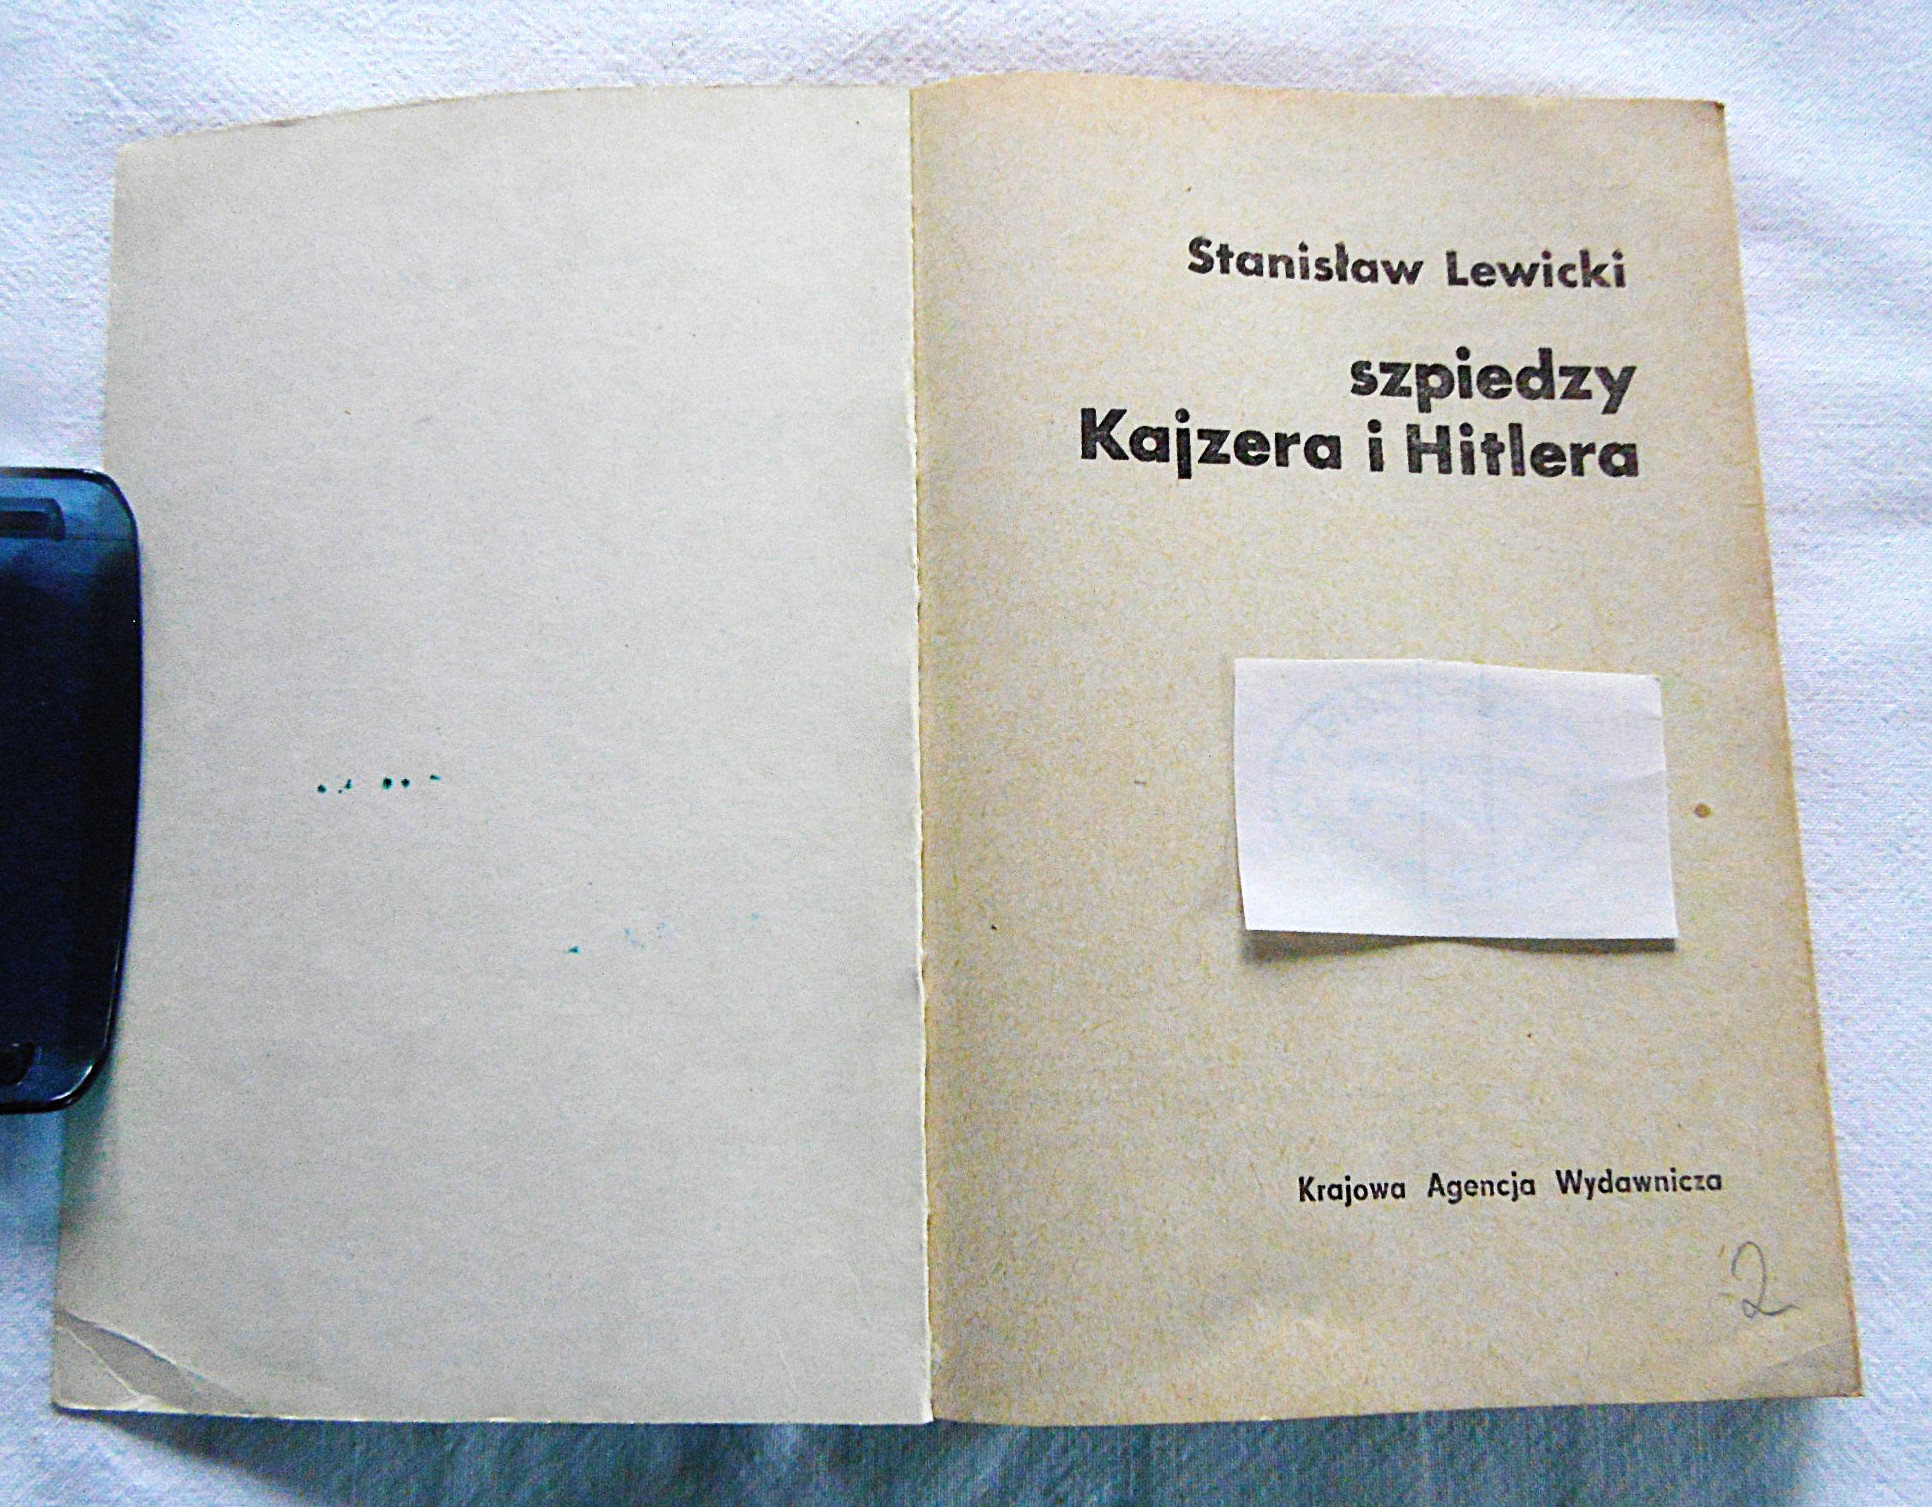 Stanisław Lewicki
szpiedzy
Kajzera i Hitlera
Krajowa Agencja Wydawnicza
2